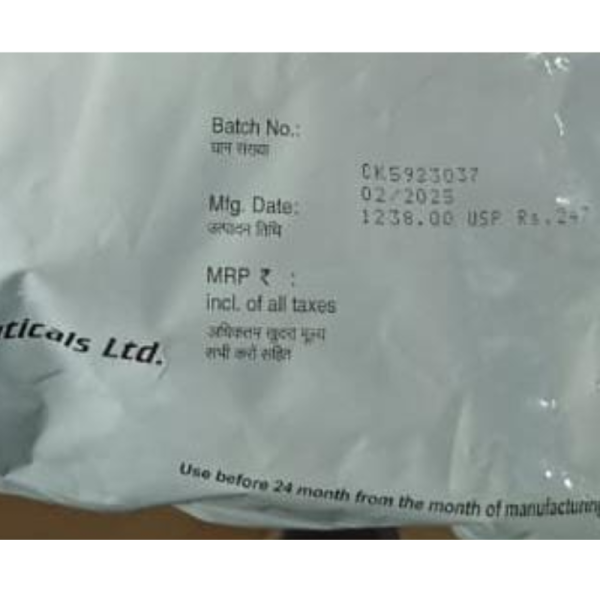 Batch No.:
घान संख्या
CK5923037
Mfg. Date:
02/2025
उत्पादन तिथि
1238.00 USP Rs.247
MRP ₹ :
incl. of all taxes
अधिकतम खुदरा मूल्य
सभी करों सहित
ticals Ltd.
Use before 24 month from the month of manufacturing